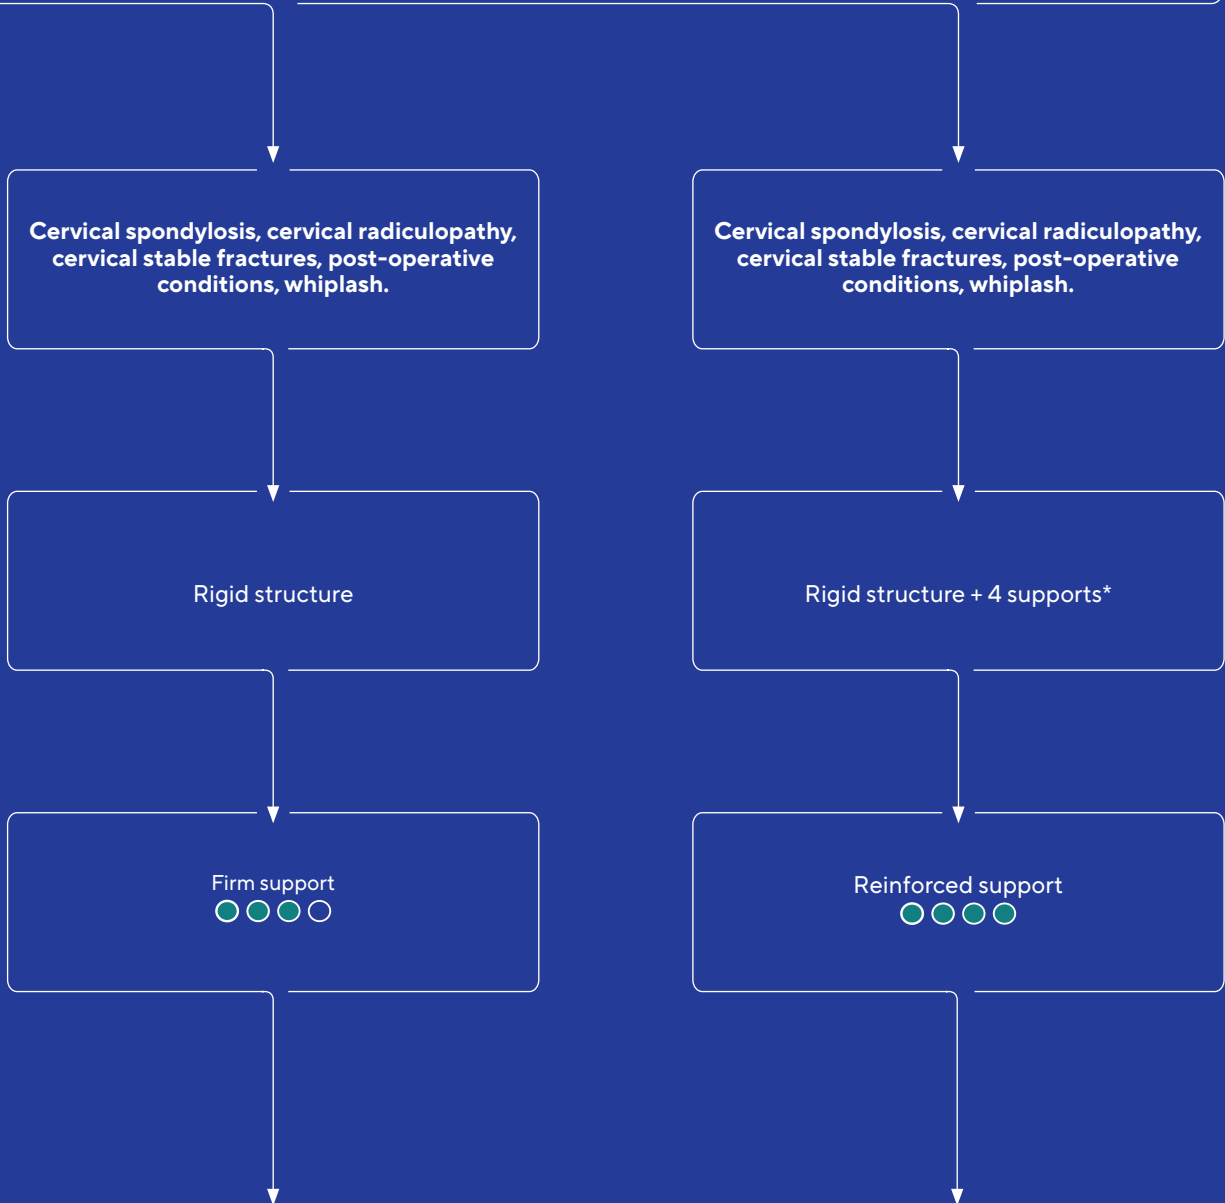 Cervical spondylosis, cervical radiculopathy,
cervical stable fractures, post-operative
conditions, whiplash.
Cervical spondylosis, cervical radiculopathy,
cervical stable fractures, post-operative
conditions, whiplash.
Rigid structure
Rigid structure + 4 supports*
Firm support
Reinforced support